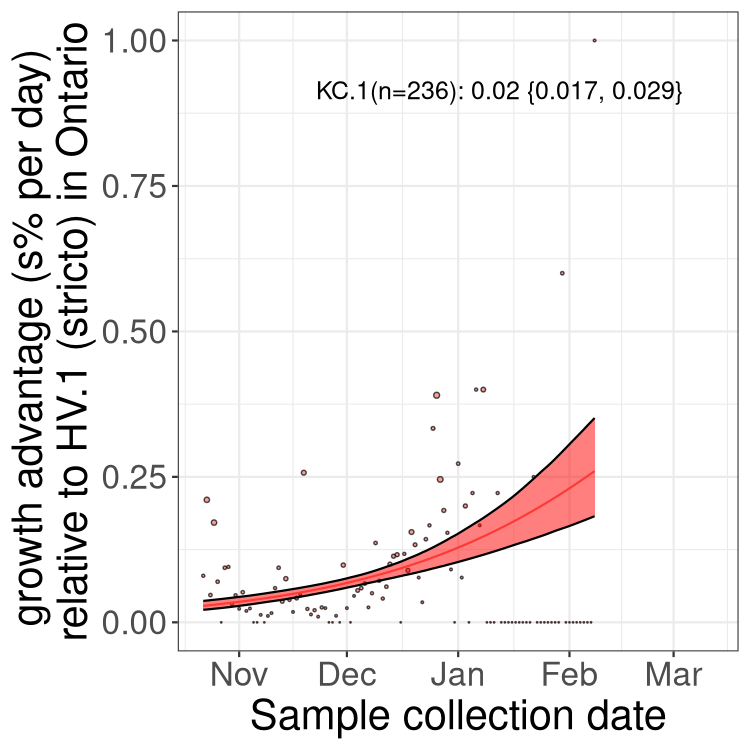 growth advantage (s% per day)
relative to HV.1 (stricto) in Ontario
1.00
0.75
0.50
0.25
0.00
KC.1(n=236): 0.02 {0.017, 0.029}
Nov Dec Jan Feb Mar
Sample collection date